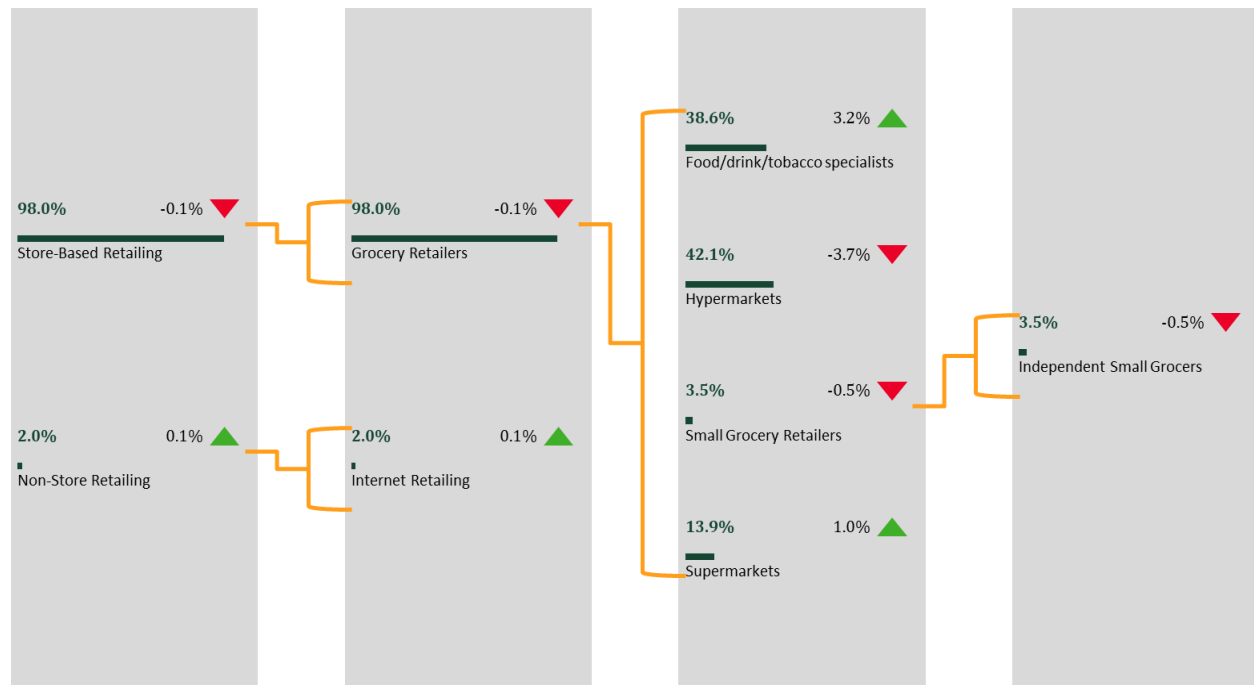 98.0% -0.1%
Store-Based Retailing
2.0% 0.1%
Non-Store Retailing
98.0% -0.1%
Grocery Retailers
2.0% 0.1%
Internet Retailing
38.6% 3.2%
Food/drink/tobacco specialists
42.1% -3.7%
Hypermarkets
3.5% -0.5%
Small Grocery Retailers
13.9% 1.0%
Supermarkets
3.5% -0.5%
Independent Small Grocers